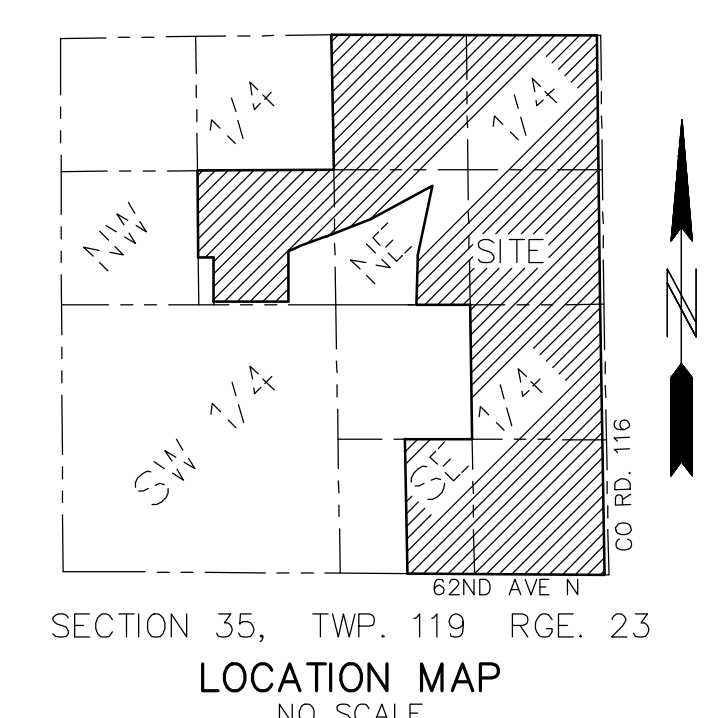 1/4
1/4
NW
NE
SITE
SW 1/4
SE 1/4
CO RD. 116
62ND AVE N
N
SECTION 35, TWP. 119 RGE. 23
LOCATION MAP
NO SCALE